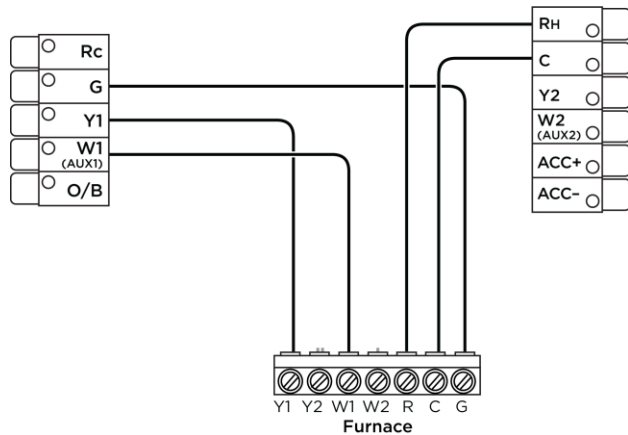 Rc
G
Y1
W1
(AUX1)
O/B
RH
C
Y2
W2
(AUX2)
ACC+
ACC-
Y1 Y2 W1 W2 R C G
Furnace